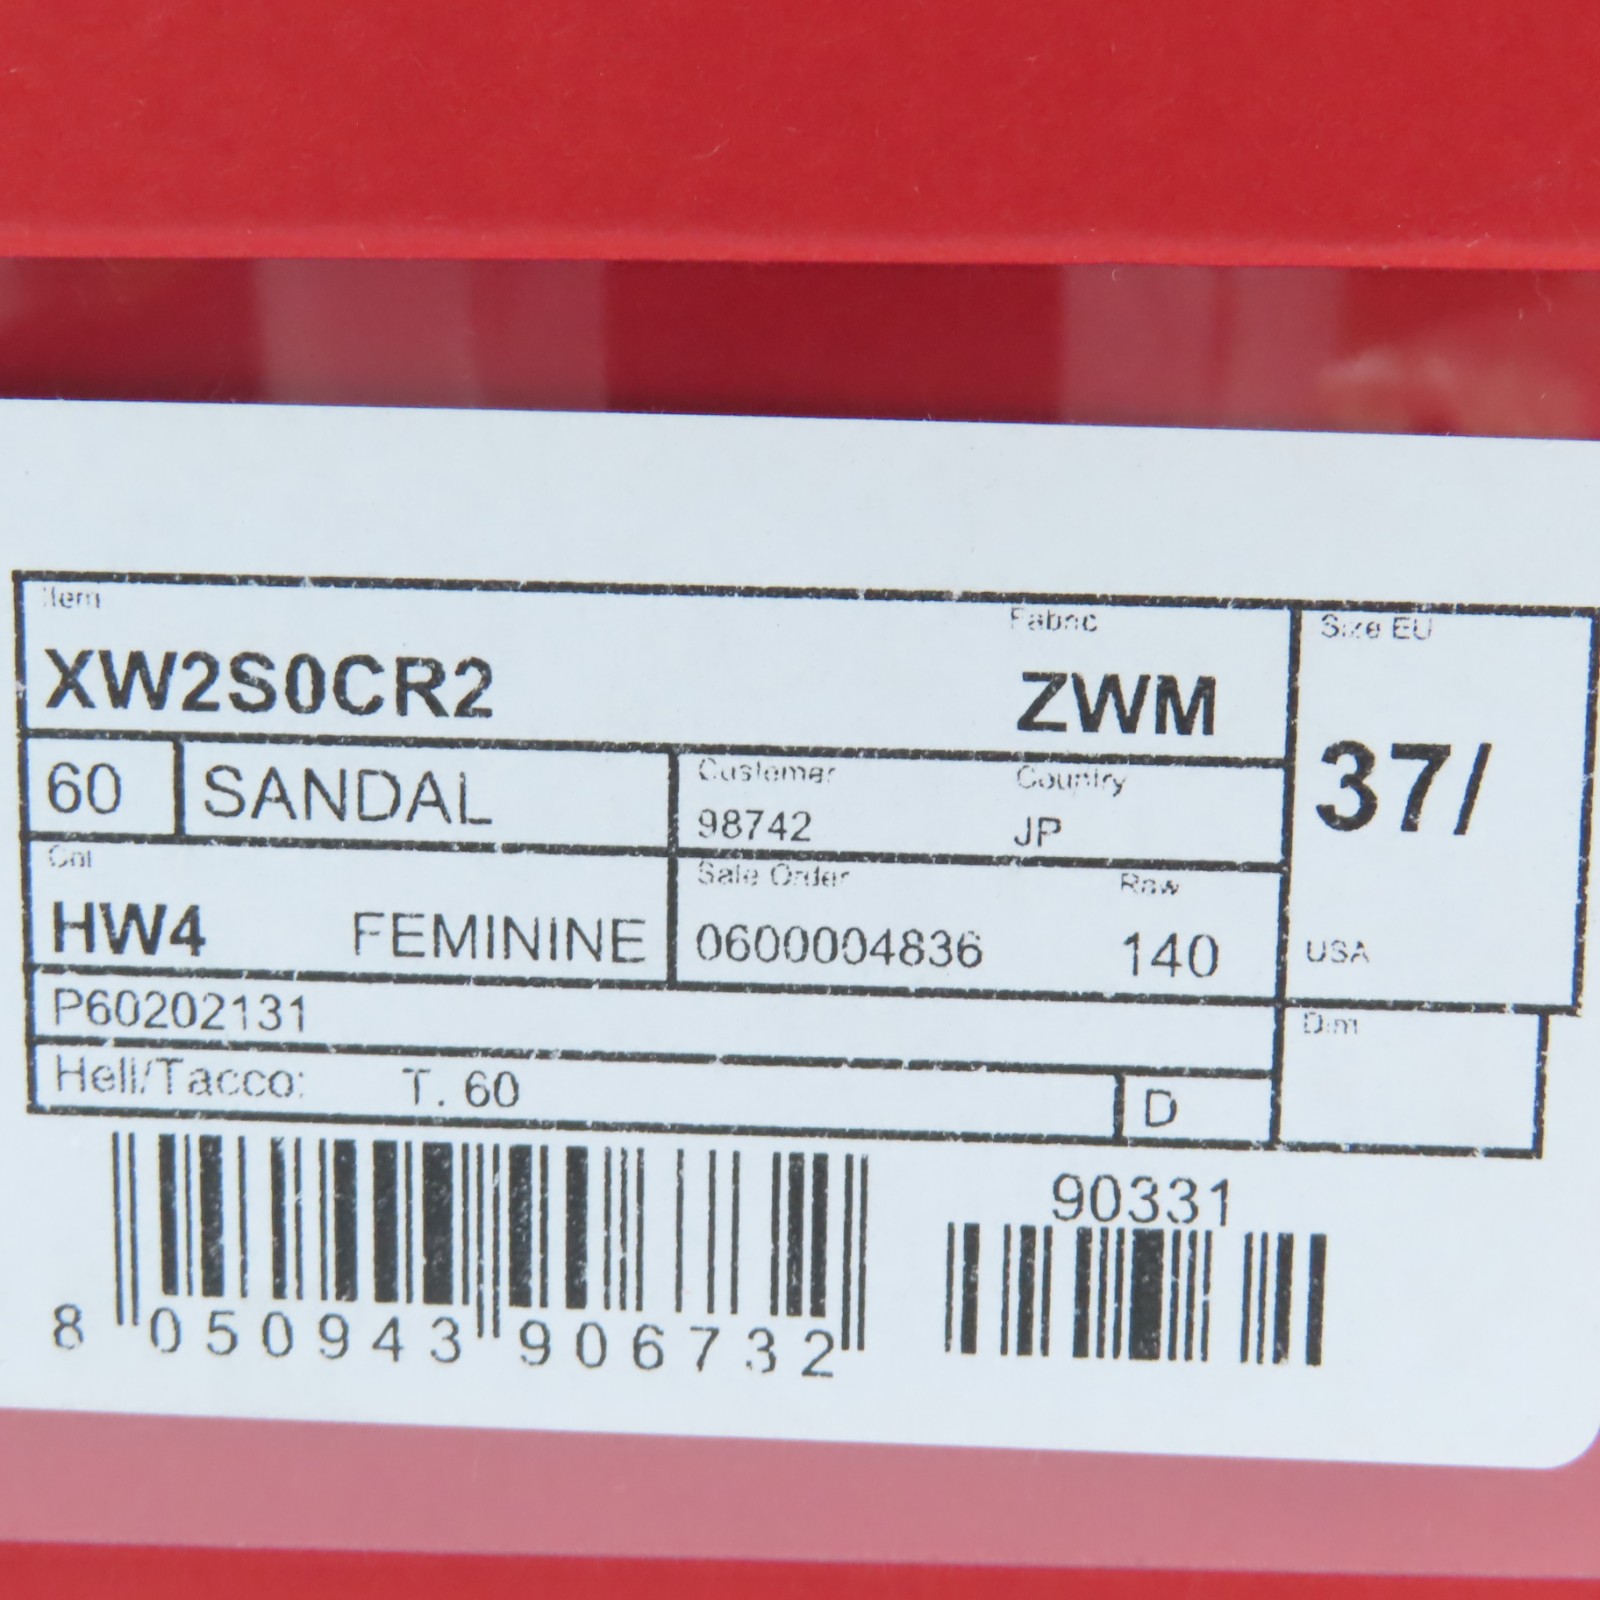 Item Fabric Size EU
XW2S0CR2 ZWM
37/
60 SANDAL Customer Country
98742 JP
Col Sale Order Row
HW4 FEMININE 0600004836 140 USA
P60202131 Dim
Hell/Tacco: T. 60 D
90331
8 050943 906732